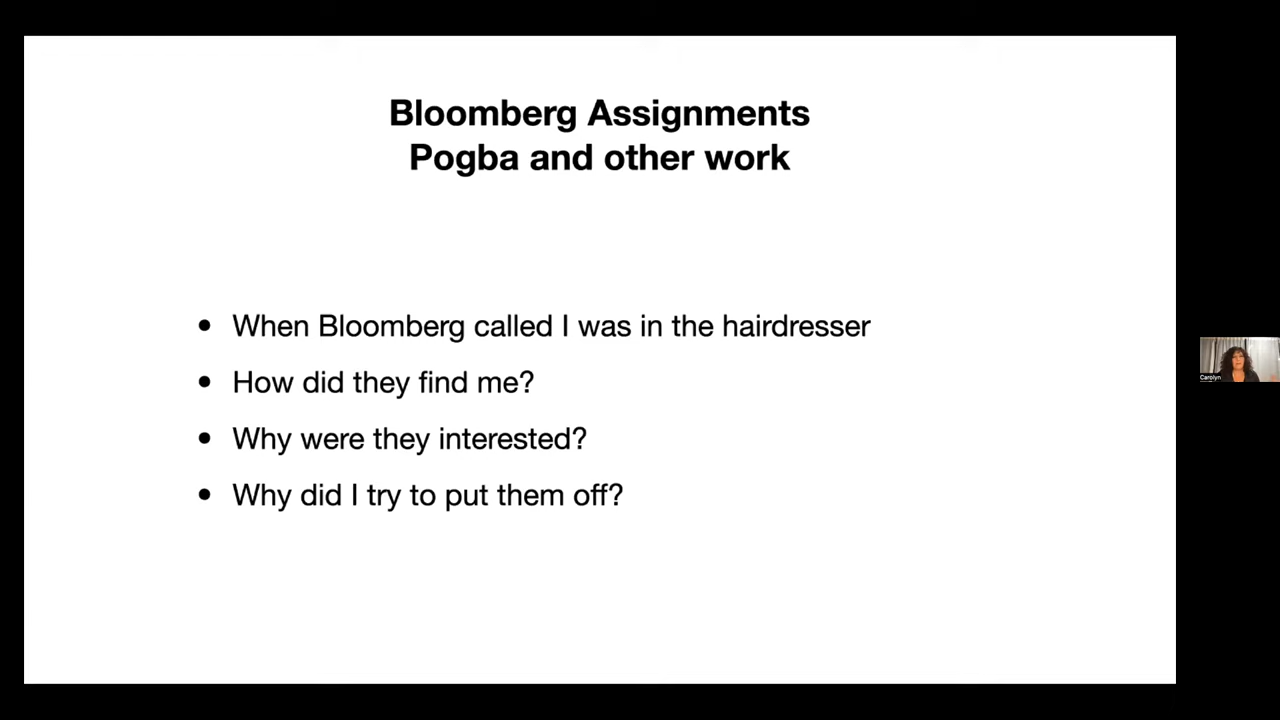 Bloomberg Assignments
Pogba and other work
• When Bloomberg called I was in the hairdresser
• How did they find me?
• Why were they interested?
• Why did I try to put them off?
Carolyn